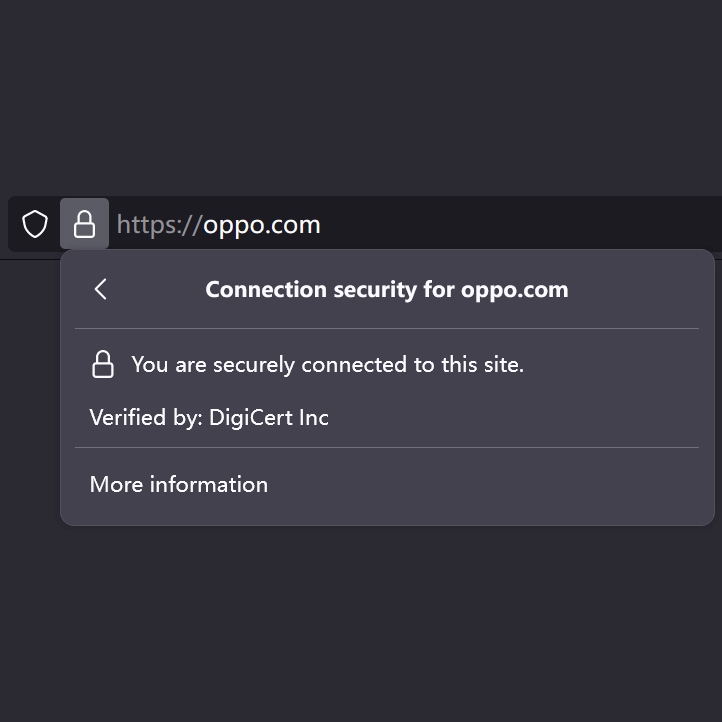 https://oppo.com
Connection security for oppo.com
You are securely connected to this site.
Verified by: DigiCert Inc
More information